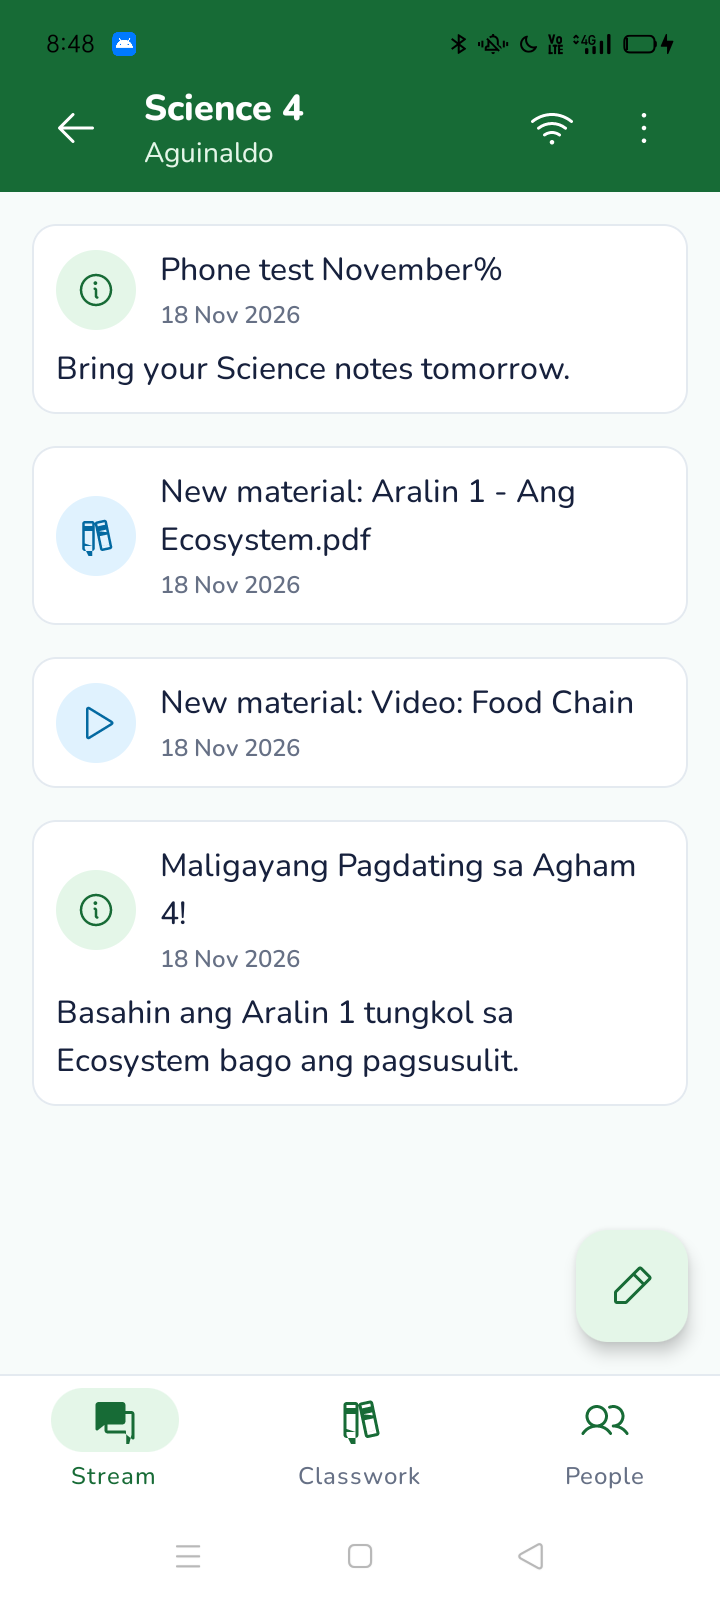 8:48
VoLTE 4G
Science 4
Aguinaldo
Phone test November%
18 Nov 2026
Bring your Science notes tomorrow.
New material: Aralin 1 - Ang
Ecosystem.pdf
18 Nov 2026
New material: Video: Food Chain
18 Nov 2026
Maligayang Pagdating sa Agham
4!
18 Nov 2026
Basahin ang Aralin 1 tungkol sa
Ecosystem bago ang pagsusulit.
Stream
Classwork
People